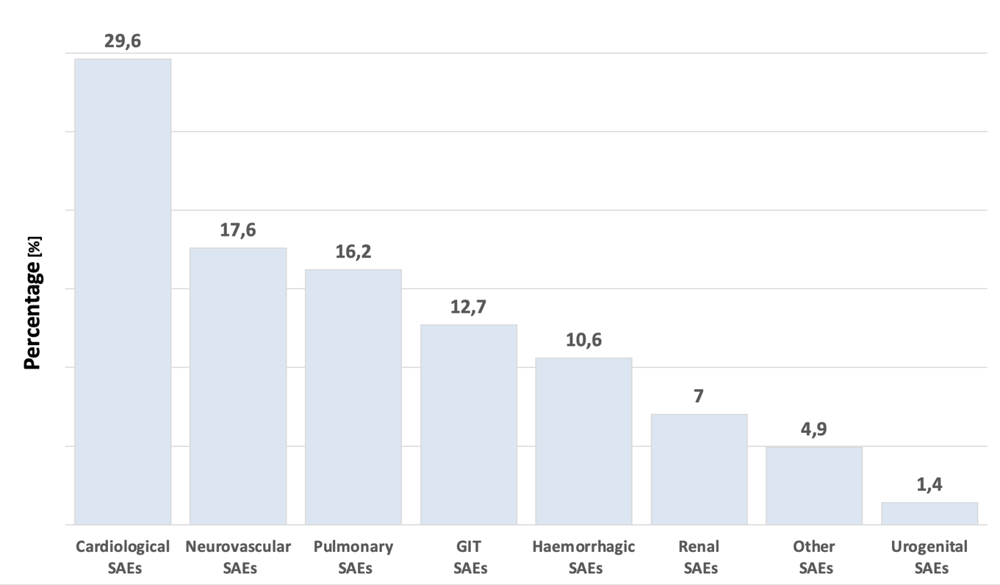 29,6
17,6
16,2
12,7
10,6
7
4,9
1,4
Percentage [%]
Cardiological Neurovascular Pulmonary GIT Haemorrhagic Renal Other Urogenital
SAEs SAEs SAEs SAEs SAEs SAEs SAEs SAEs